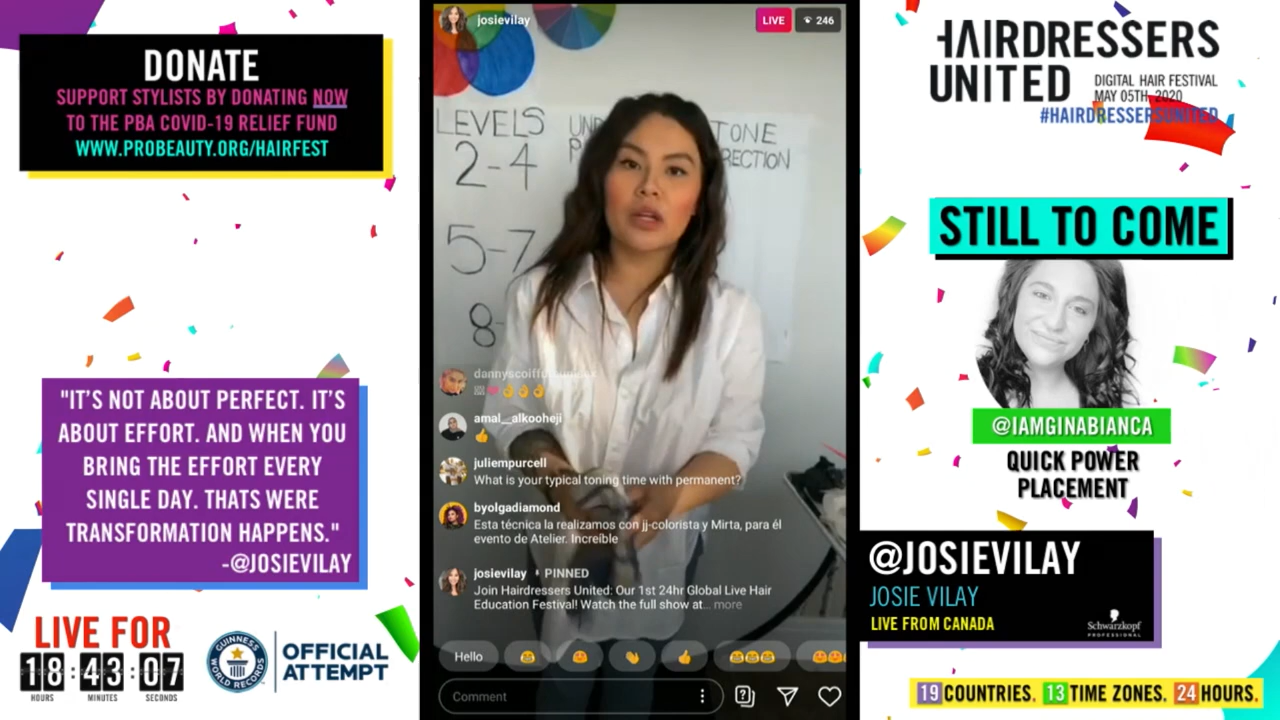 DONATE
SUPPORT STYLISTS BY DONATING NOW
TO THE PBA COVID-19 RELIEF FUND
WWW.PROBEAUTY.ORG/HAIRFEST
"IT'S NOT ABOUT PERFECT. IT'S
ABOUT EFFORT. AND WHEN YOU
BRING THE EFFORT EVERY
SINGLE DAY. THATS WERE
TRANSFORMATION HAPPENS."
-@JOSIEVILAY
LIVE FOR
18:43:07
HOURS MINUTES SECONDS
GUINNESS WORLD RECORDS
OFFICIAL
ATTEMPT
josievilay
LIVE 246
LEVELS
2-4
5-7
8-
TONE
amal__alkooheji
juliempurcell
What is your typical toning time with permanent?
byolgadiamond
Esta técnica la realizamos con jj-colorista y Mirta, para él
evento de Atelier. Increíble
josievilay PINNED
Join Hairdressers United: Our 1st 24hr Global Live Hair
Education Festival! Watch the full show at... more
Hello
Comment
HAIRDRESSERS
UNITED
DIGITAL HAIR FESTIVAL
MAY 05TH, 2020
#HAIRDRESSERSUNITED
STILL TO COME
@IAMGINABIANCA
QUICK POWER
PLACEMENT
@JOSIEVILAY
JOSIE VILAY
LIVE FROM CANADA
Schwarzkopf
PROFESSIONAL
19 COUNTRIES. 13 TIME ZONES. 24 HOURS.